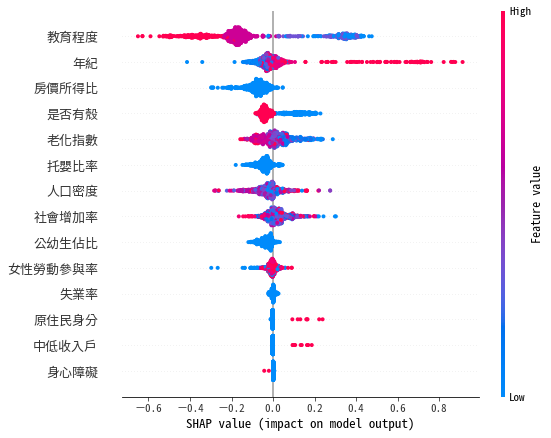 High
教育程度
年紀
房價所得比
是否有殼
老化指數
托嬰比率
人口密度
社會增加率
公幼生佔比
女性勞動參與率
失業率
原住民身分
中低收入戶
身心障礙
Feature value
Low
−0.6 −0.4 −0.2 0.0 0.2 0.4 0.6 0.8
SHAP value (impact on model output)